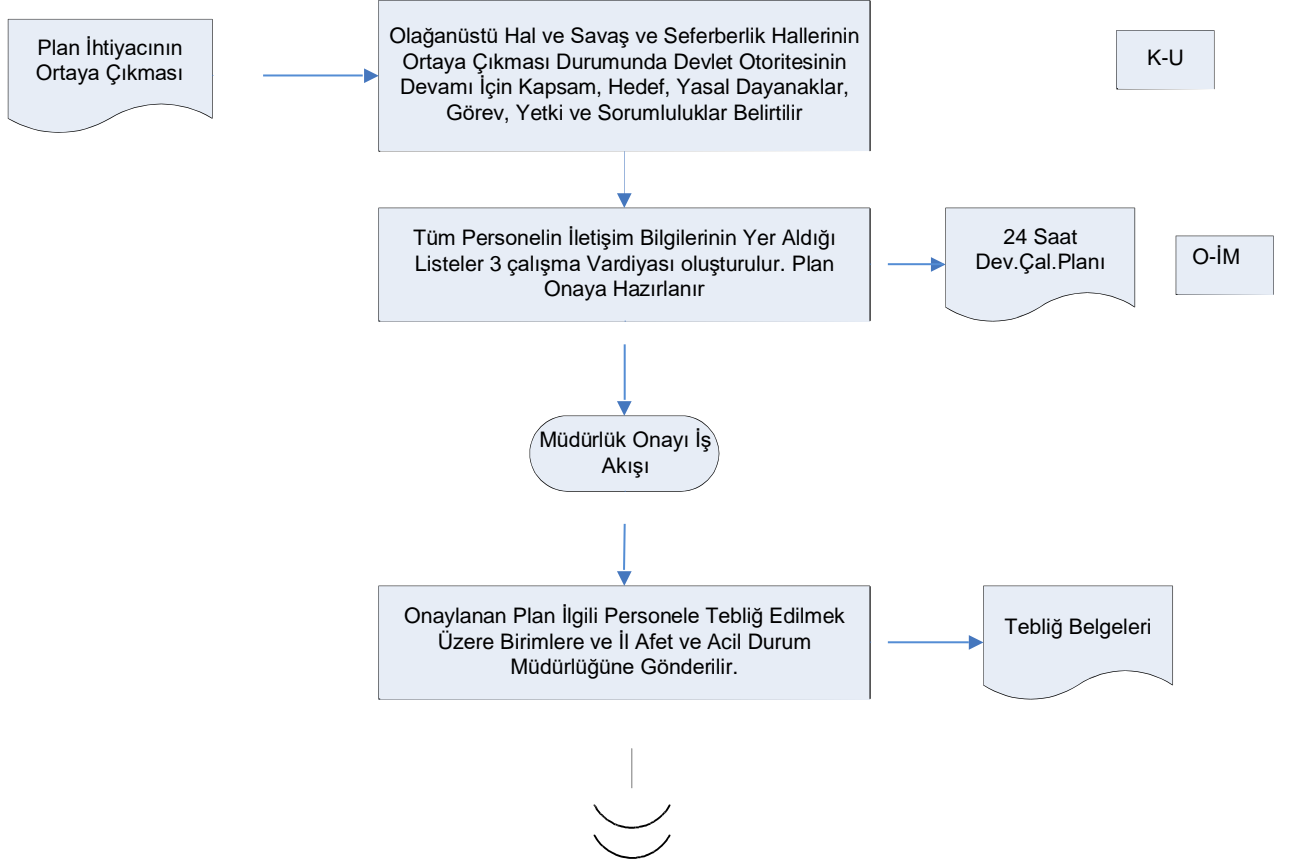 Plan İhtiyacının
Ortaya Çıkması
Olağanüstü Hal ve Savaş ve Seferberlik Hallerinin
Ortaya Çıkması Durumunda Devlet Otoritesinin
Devamı İçin Kapsam, Hedef, Yasal Dayanaklar,
Görev, Yetki ve Sorumluluklar Belirtilir
K-U
Tüm Personelin İletişim Bilgilerinin Yer Aldığı
Listeler 3 çalışma Vardiyası oluşturulur. Plan
Onaya Hazırlanır
24 Saat
Dev.Çal.Planı
O-İM
Müdürlük Onayı İş
Akışı
Onaylanan Plan İlgili Personele Tebliğ Edilmek
Üzere Birimlere ve İl Afet ve Acil Durum
Müdürlüğüne Gönderilir.
Tebliğ Belgeleri